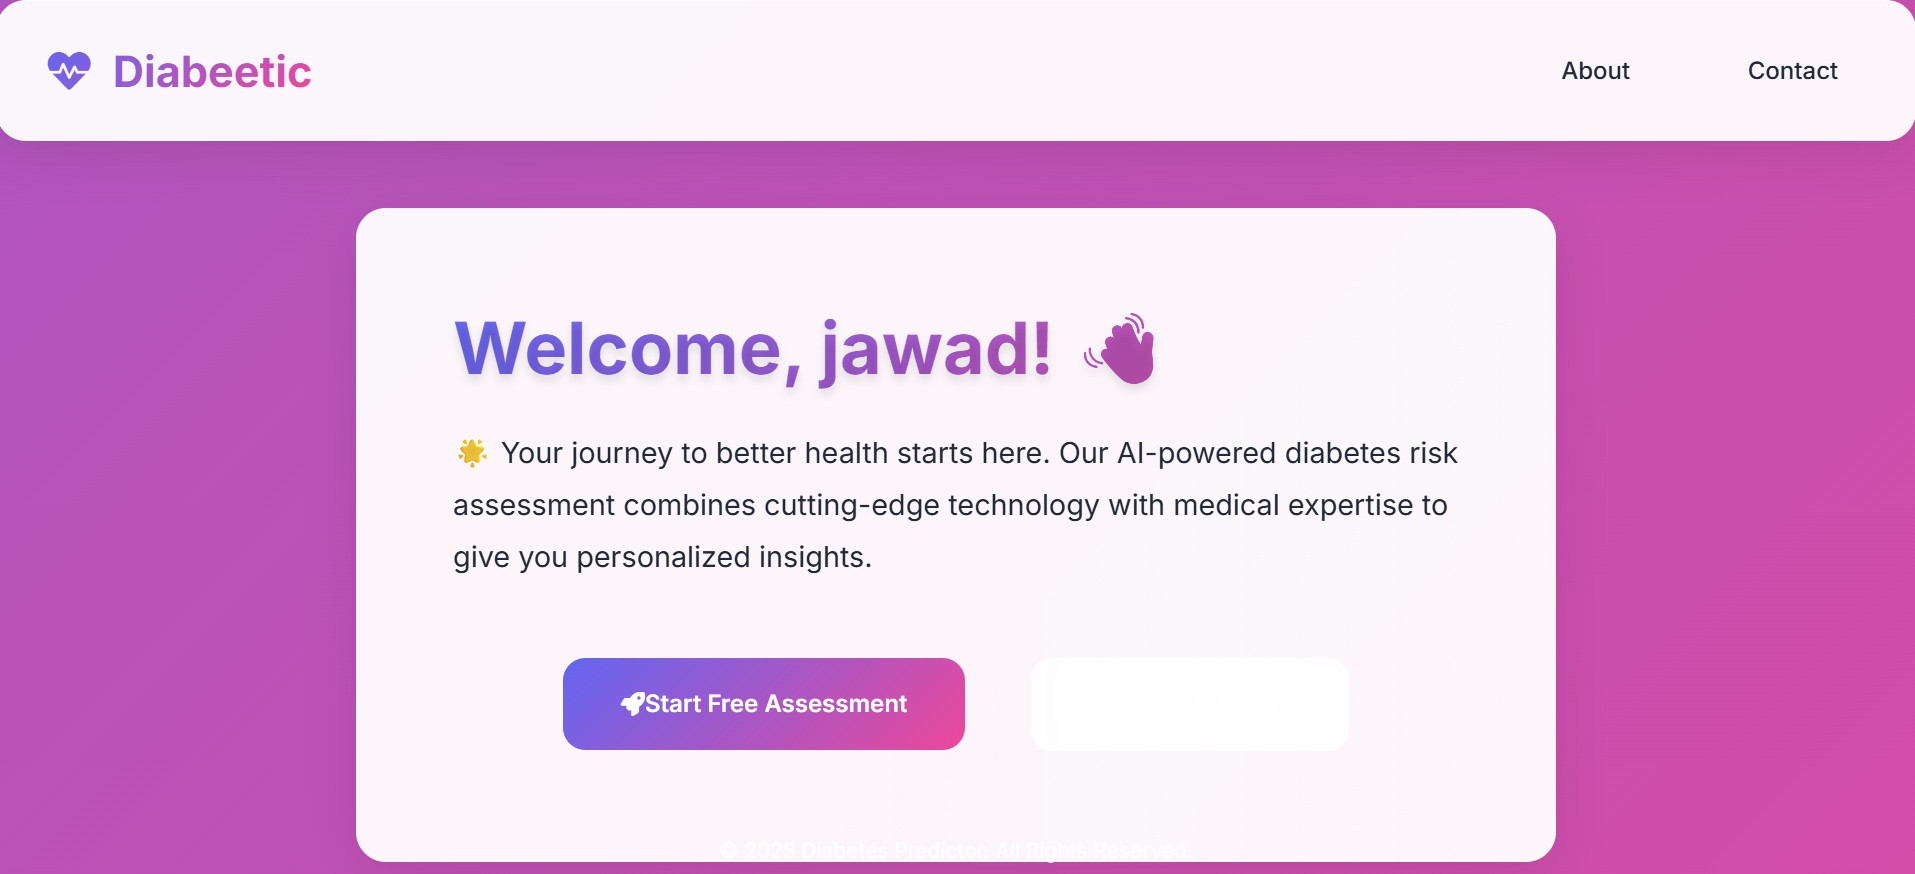 Diabeetic
About
Contact
Welcome, jawad!
Your journey to better health starts here. Our AI-powered diabetes risk
assessment combines cutting-edge technology with medical expertise to
give you personalized insights.
Start Free Assessment
© 2025 Diabetes Predictor. All Rights Reserved.